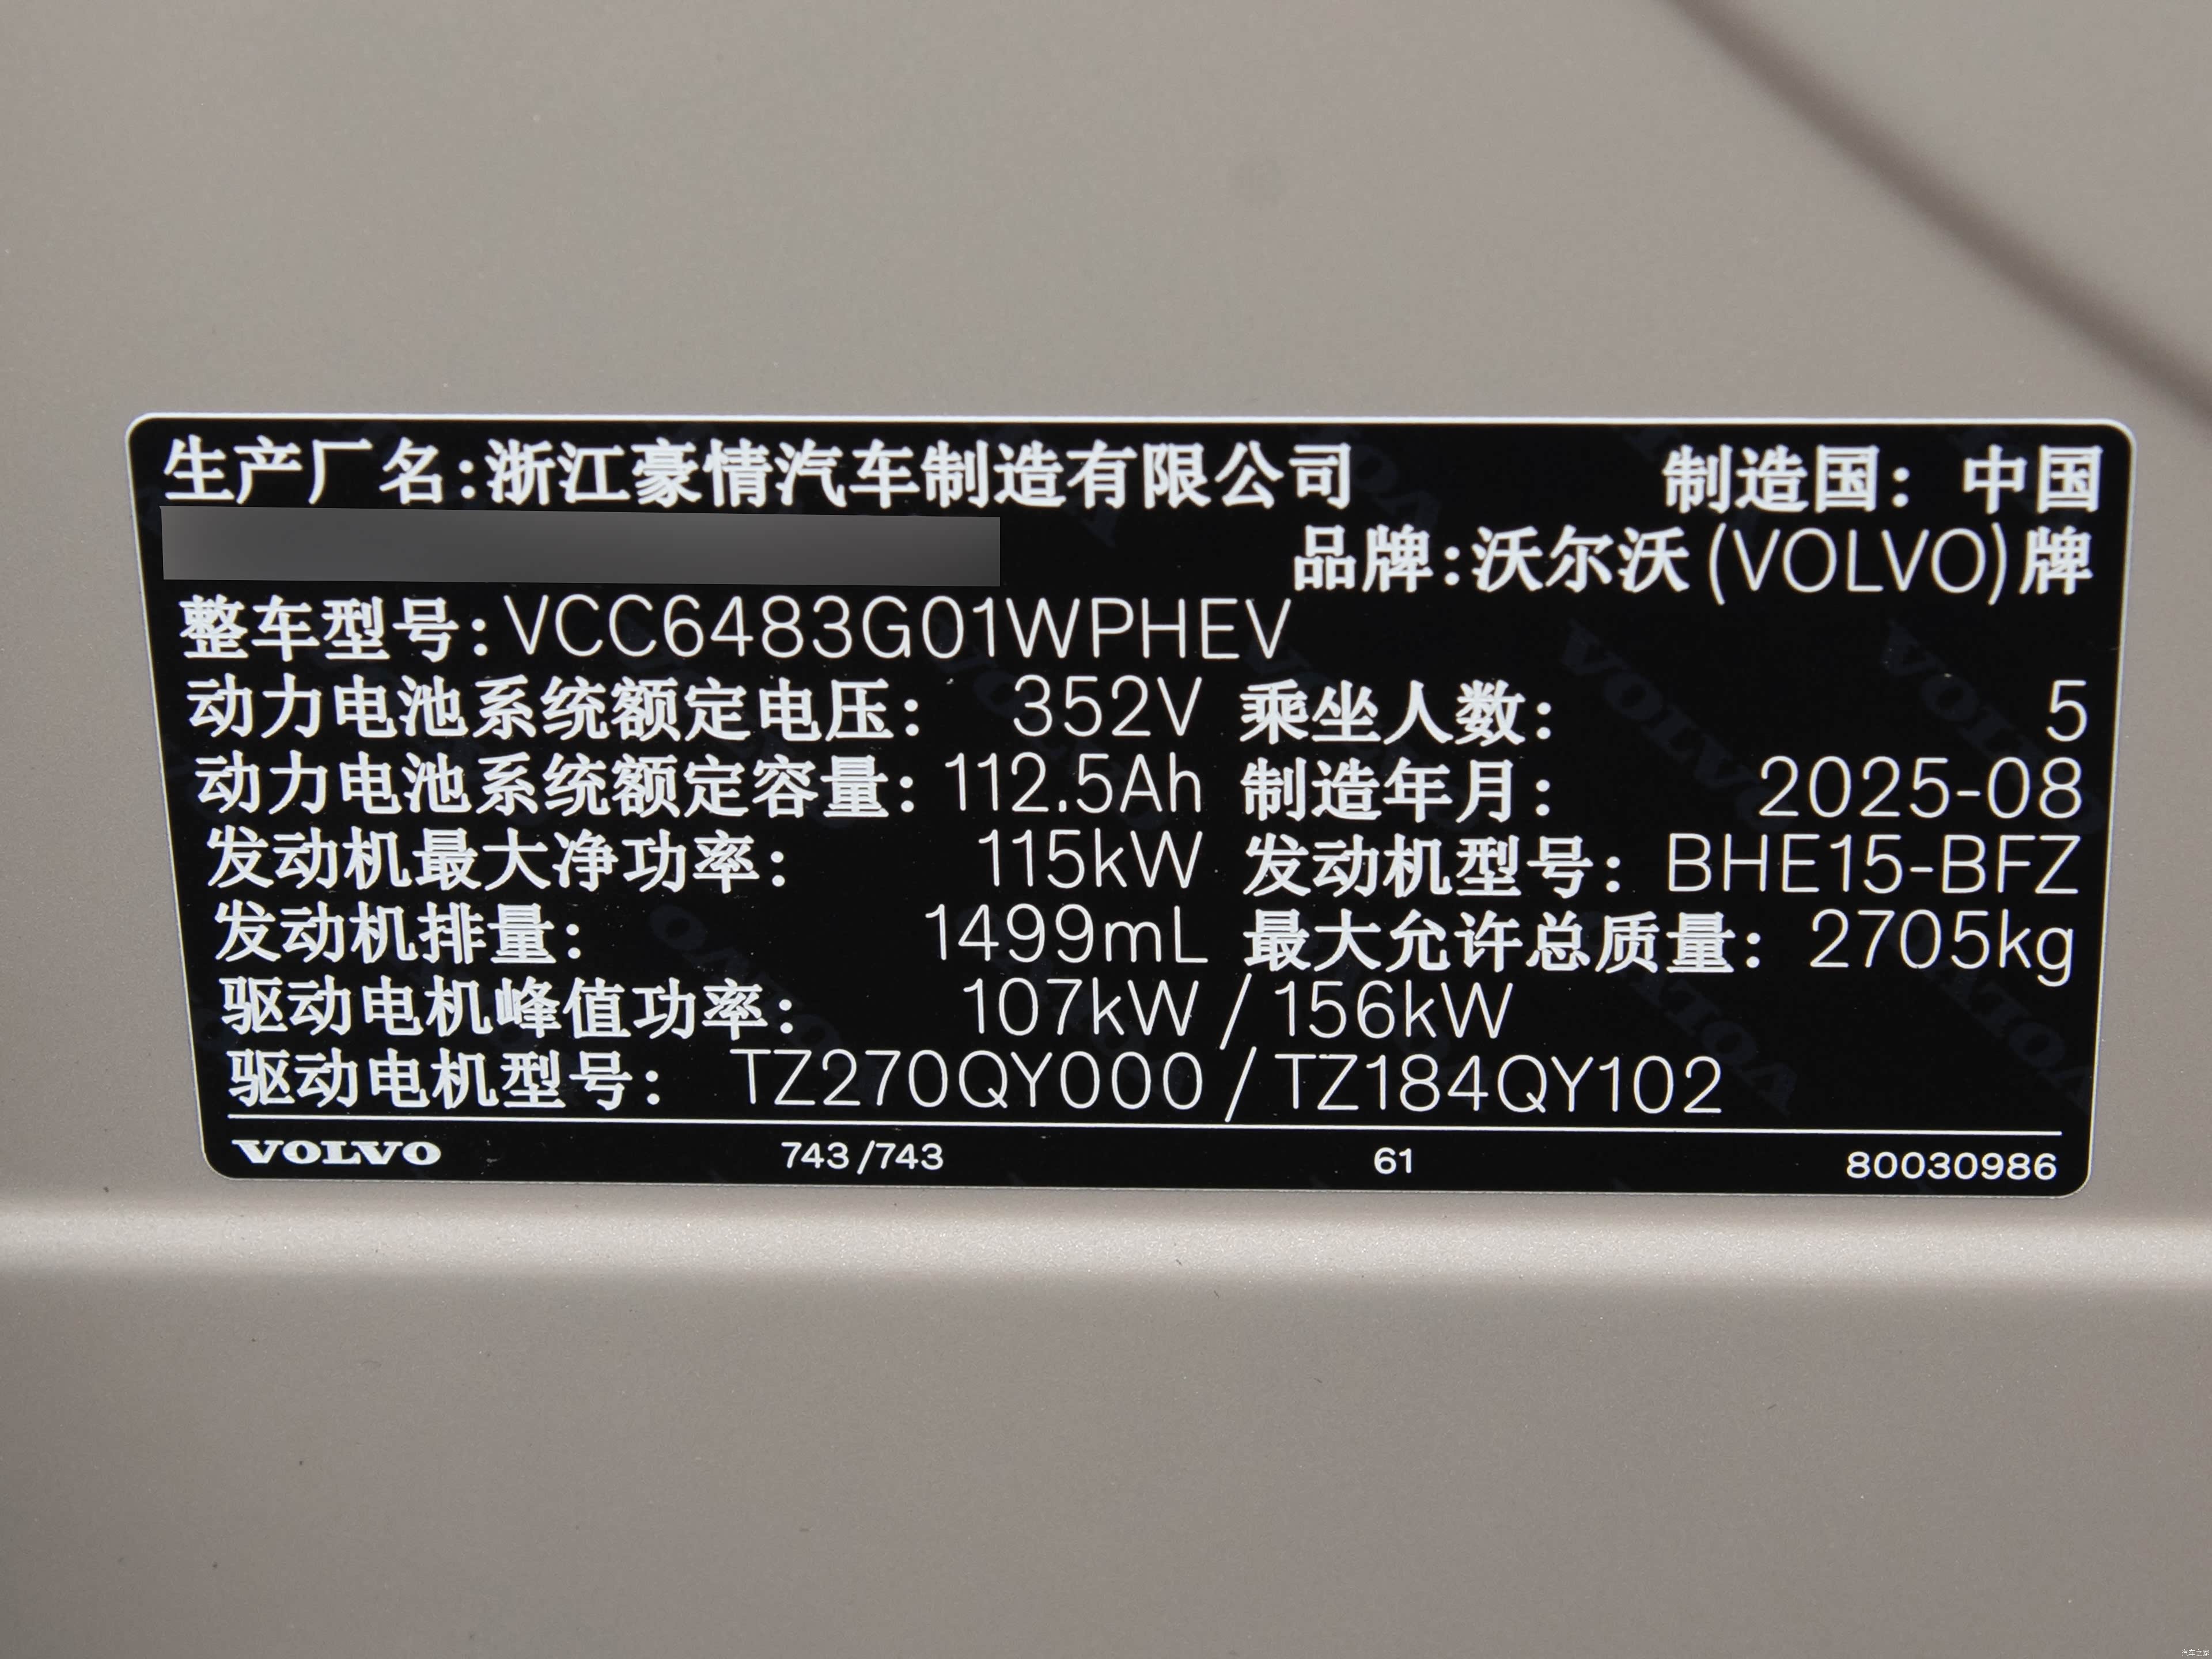 生产厂名:浙江豪情汽车制造有限公司 制造国: 中国
品牌:沃尔沃(VOLVO)牌
整车型号:VCC6483G01WPHEV
动力电池系统额定电压: 352V 乘坐人数: 5
动力电池系统额定容量: 112.5Ah 制造年月: 2025-08
发动机最大净功率: 115kW 发动机型号: BHE15-BFZ
发动机排量: 1499mL 最大允许总质量: 2705kg
驱动电机峰值功率: 107kW/156kW
驱动电机型号: TZ270QY000/TZ184QY102
VOLVO 743/743 61 80030986
汽车之家